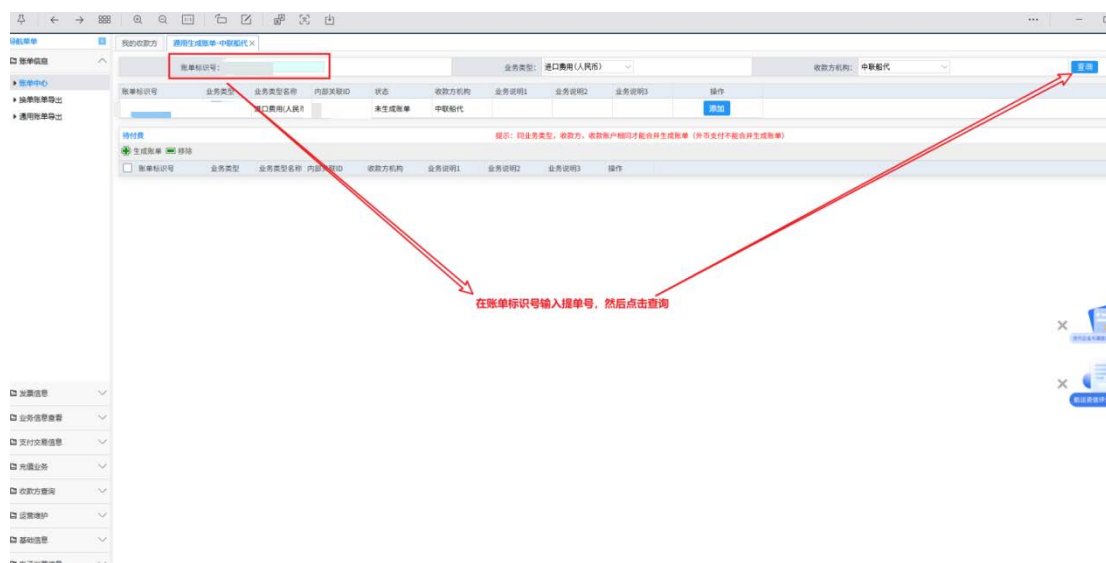 导航菜单
我的收款方 通用生成账单-中联船代×
账单信息
账单标识号: 业务类型: 进口费用(人民币) 收款方机构: 中联船代 查询
账单中心
接单账单导出
通用账单导出
账单标识号 业务类型 业务类型名称 内部关联ID 状态 收款方机构 业务说明1 业务说明2 业务说明3 操作
进口费用(人民币 未生成账单 中联船代 添加
待付费 提示: 同业务类型,收款方,收款账户相同才能合并生成账单 (外币支付不能合并生成账单)
生成账单 移除
账单标识号 业务类型 业务类型名称 内部关联ID 收款方机构 业务说明1 业务说明2 业务说明3 操作
在账单标识号输入提单号,然后点击查询
发票信息
业务信息查看
支付交易信息
充值业务
收款方查询
运营维护
基础信息